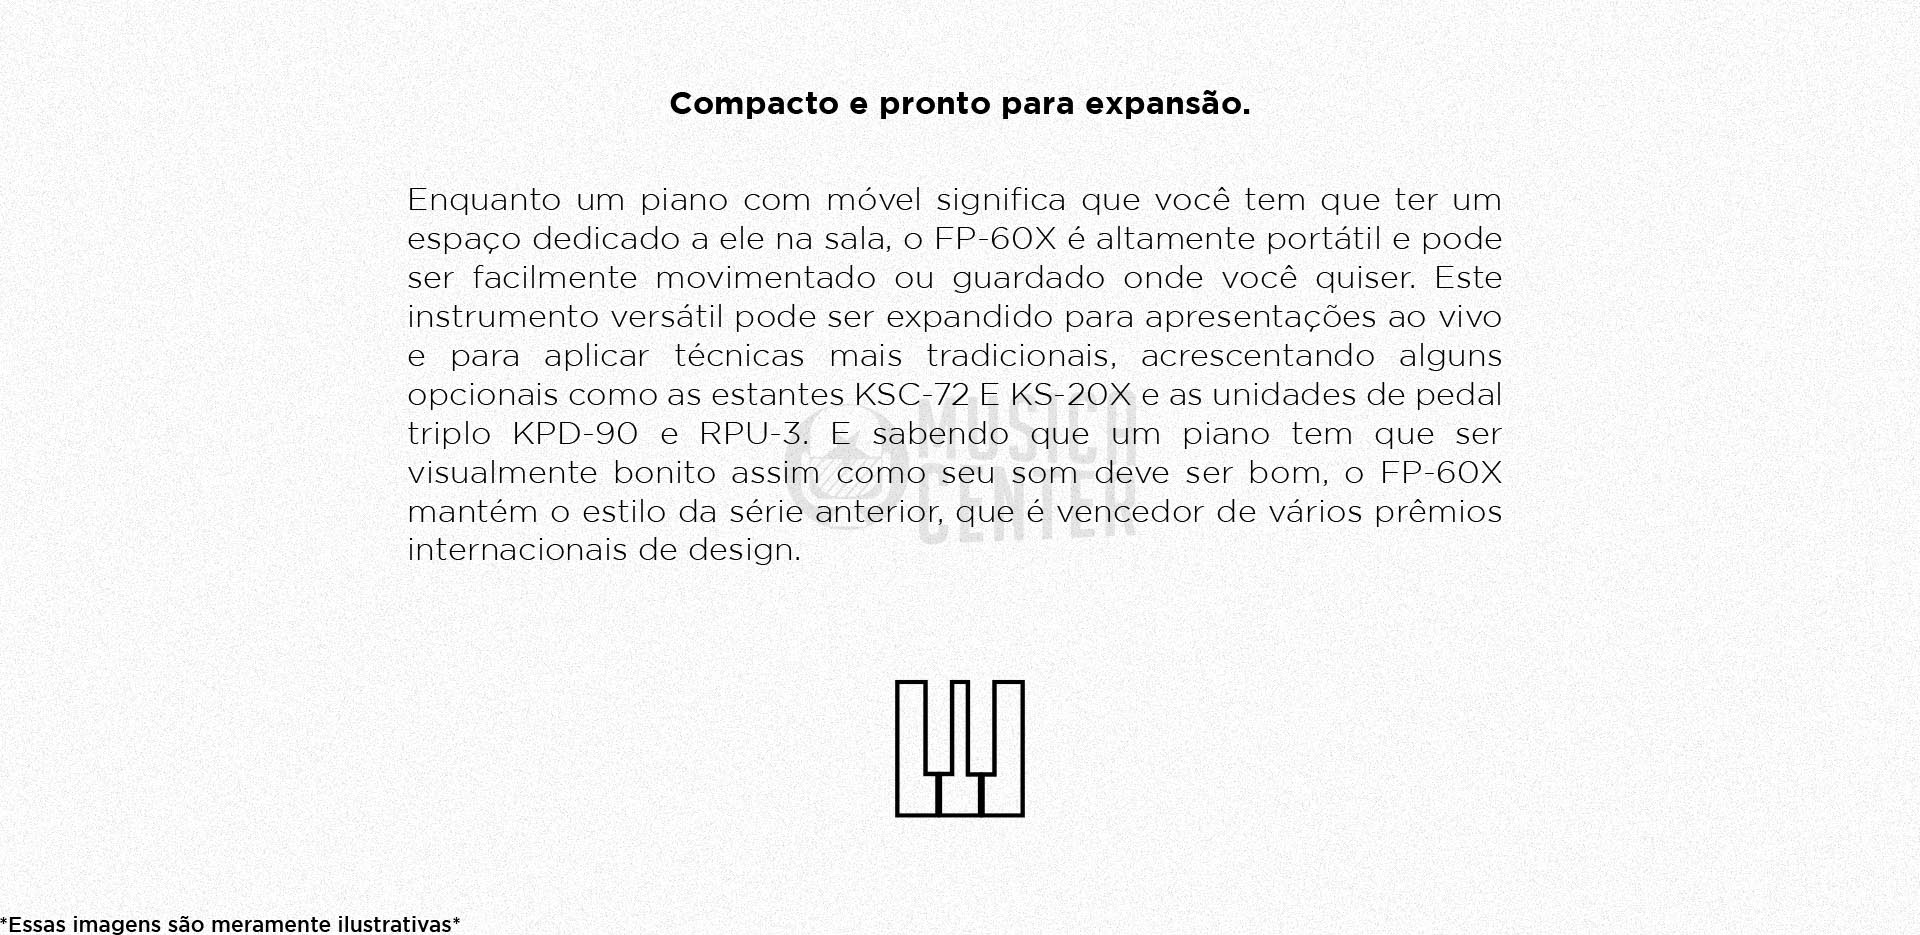 Compacto e pronto para expansão.
Enquanto um piano com móvel significa que você tem que ter um
espaço dedicado a ele na sala, o FP-60X é altamente portátil e pode
ser facilmente movimentado ou guardado onde você quiser. Este
instrumento versátil pode ser expandido para apresentações ao vivo
e para aplicar técnicas mais tradicionais, acrescentando alguns
opcionais como as estantes KSC-72 E KS-20X e as unidades de pedal
triplo KPD-90 e RPU-3. E sabendo que um piano tem que ser
visualmente bonito assim como seu som deve ser bom, o FP-60X
mantém o estilo da série anterior, que é vencedor de vários prêmios
internacionais de design.
MUSICAL
CENTER
*Essas imagens são meramente ilustrativas*